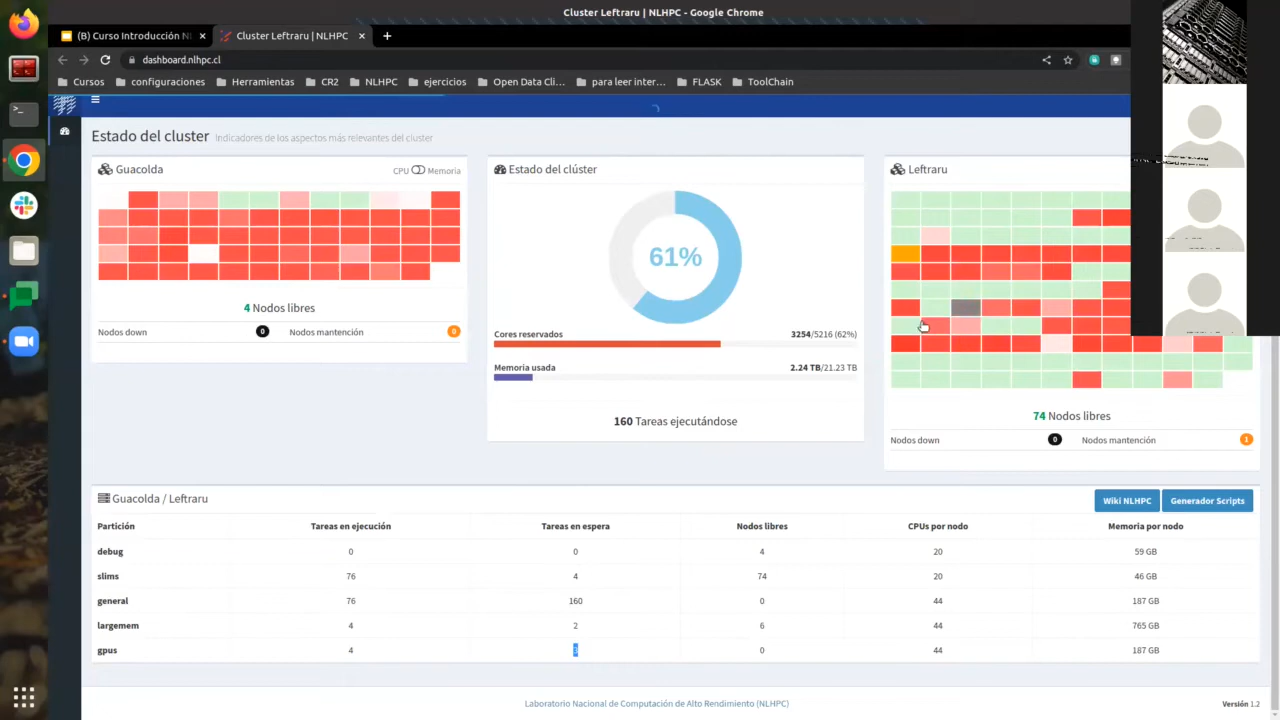 Cluster Leftraru | NLHPC - Google Chrome
(B) Curso Introducción N
Cluster Leftraru | NLHPC
dashboard.nlhpc.cl
Cursos
configuraciones
Herramientas
CR2
NLHPC
ejercicios
Open Data Cli...
para leer inter...
FLASK
ToolChain
Estado del cluster Indicadores de los aspectos más relevantes del cluster
Guacolda
CPU Memoria
4 Nodos libres
Nodos down 0 Nodos mantención 0
Estado del clúster
61%
Cores reservados 3254/5216 (62%)
Memoria usada 2.24 TB/21.23 TB
160 Tareas ejecutándose
Leftraru
74 Nodos libres
Nodos down 0 Nodos mantención 1
Guacolda / Leftraru
Wiki NLHPC
Generador Scripts
Partición Tareas en ejecución Tareas en espera Nodos libres CPUs por nodo Memoria por nodo
debug 0 0 4 20 59 GB
slims 76 4 74 20 46 GB
general 76 160 0 44 187 GB
largemem 4 2 6 44 765 GB
gpus 4 0 44 187 GB
Laboratorio Nacional de Computación de Alto Rendimiento (NLHPC)
Versión 1.2